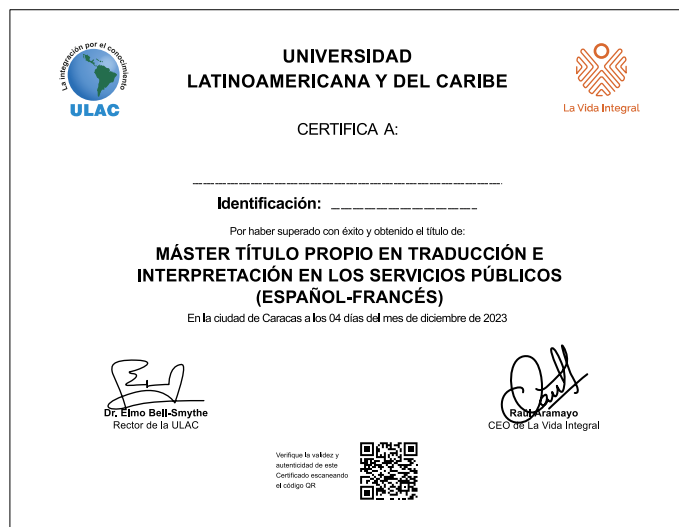 La integración por el conocimiento
ULAC
UNIVERSIDAD
LATINOAMERICANA Y DEL CARIBE
La Vida Integral
CERTIFICA A:
Identificación:
Por haber superado con éxito y obtenido el título de:
MÁSTER TÍTULO PROPIO EN TRADUCCIÓN E
INTERPRETACIÓN EN LOS SERVICIOS PÚBLICOS
(ESPAÑOL-FRANCÉS)
En la ciudad de Caracas a los 04 días del mes de diciembre de 2023
Dr. Elmo Bell-Smythe
Rector de la ULAC
Raúl Aramayo
CEO de La Vida Integral
Verifique la validez y
autenticidad de este
Certificado escaneando
el código QR